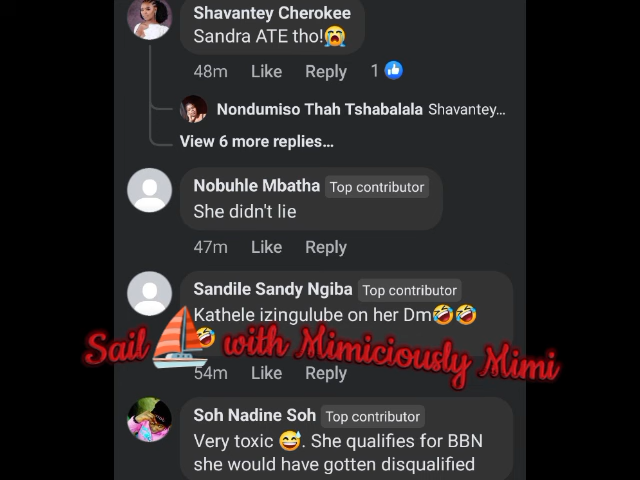 Shavantey Cherokee
Sandra ATE tho!😭
48m Like Reply 1
Nondumiso Thah Tshabalala Shavantey...
View 6 more replies...
Nobuhle Mbatha Top contributor
She didn't lie
47m Like Reply
Sandile Sandy Ngiba Top contributor
Kathele izingulube on her Dm🤣🤣
🤣
Sail ⛵ with Mimiciously Mimi
54m Like Reply
Soh Nadine Soh Top contributor
Very toxic 😅. She qualifies for BBN
she would have gotten disqualified